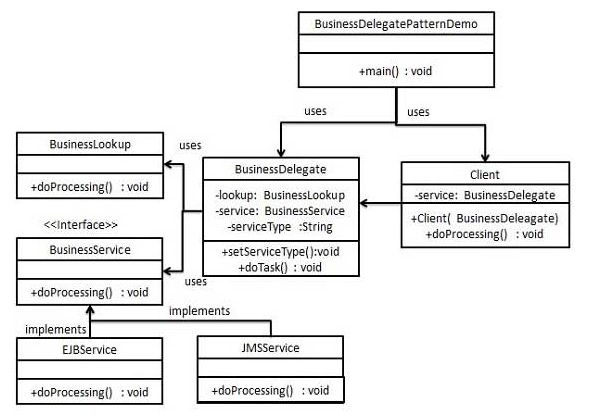 BusinessDelegatePatternDemo
+main() : void
uses
uses
BusinessLookup
+doProcessing() : void
uses
BusinessDelegate
-lookup: BusinessLookup
-service: BusinessService
-serviceType :String
+setServiceType():void
+doTask() : void
Client
-service: BusinessDelegate
+Client( BusinessDeleagate)
+doProcessing() : void
<<Interface>>
BusinessService
+doProcessing() : void
uses
implements
implements
EJBService
+doProcessing() : void
JMSService
+doProcessing() : void